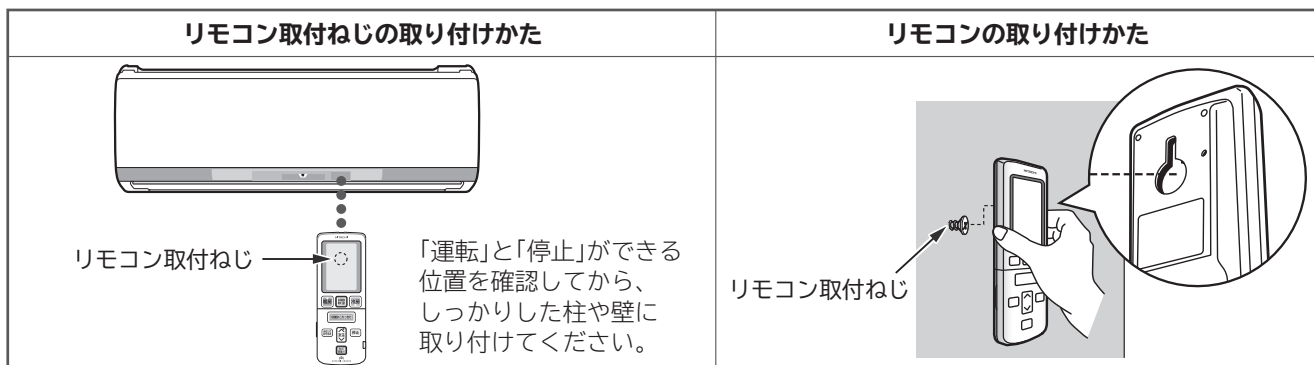 リモコン取付ねじの取り付けかた
リモコン取付ねじ
「運転」と「停止」ができる
位置を確認してから、
しっかりした柱や壁に
取り付けてください。
リモコンの取り付けかた
リモコン取付ねじ